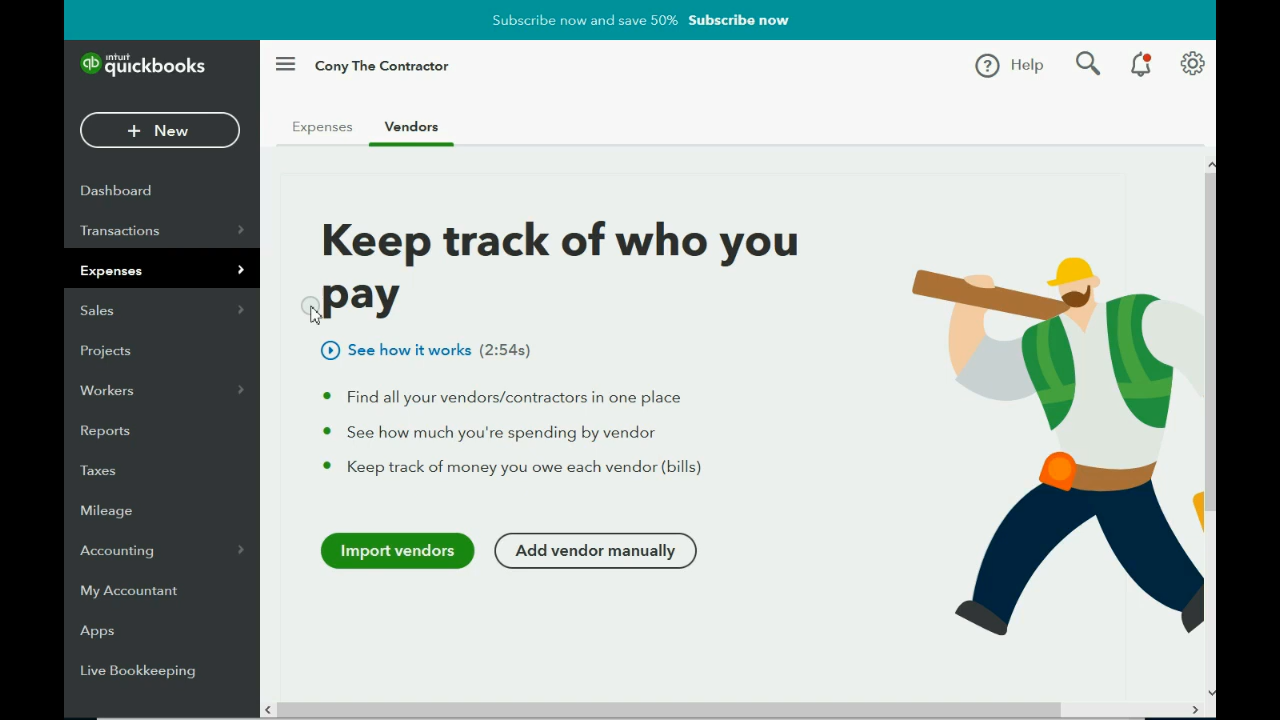 Subscribe now and save 50% Subscribe now
qb intuit quickbooks
Cony The Contractor
? Help
+ New
Expenses Vendors
Dashboard
Transactions
Expenses
Sales
Projects
Workers
Reports
Taxes
Mileage
Accounting
My Accountant
Apps
Live Bookkeeping
Keep track of who you
pay
See how it works (2:54s)
Find all your vendors/contractors in one place
See how much you're spending by vendor
Keep track of money you owe each vendor (bills)
Import vendors Add vendor manually